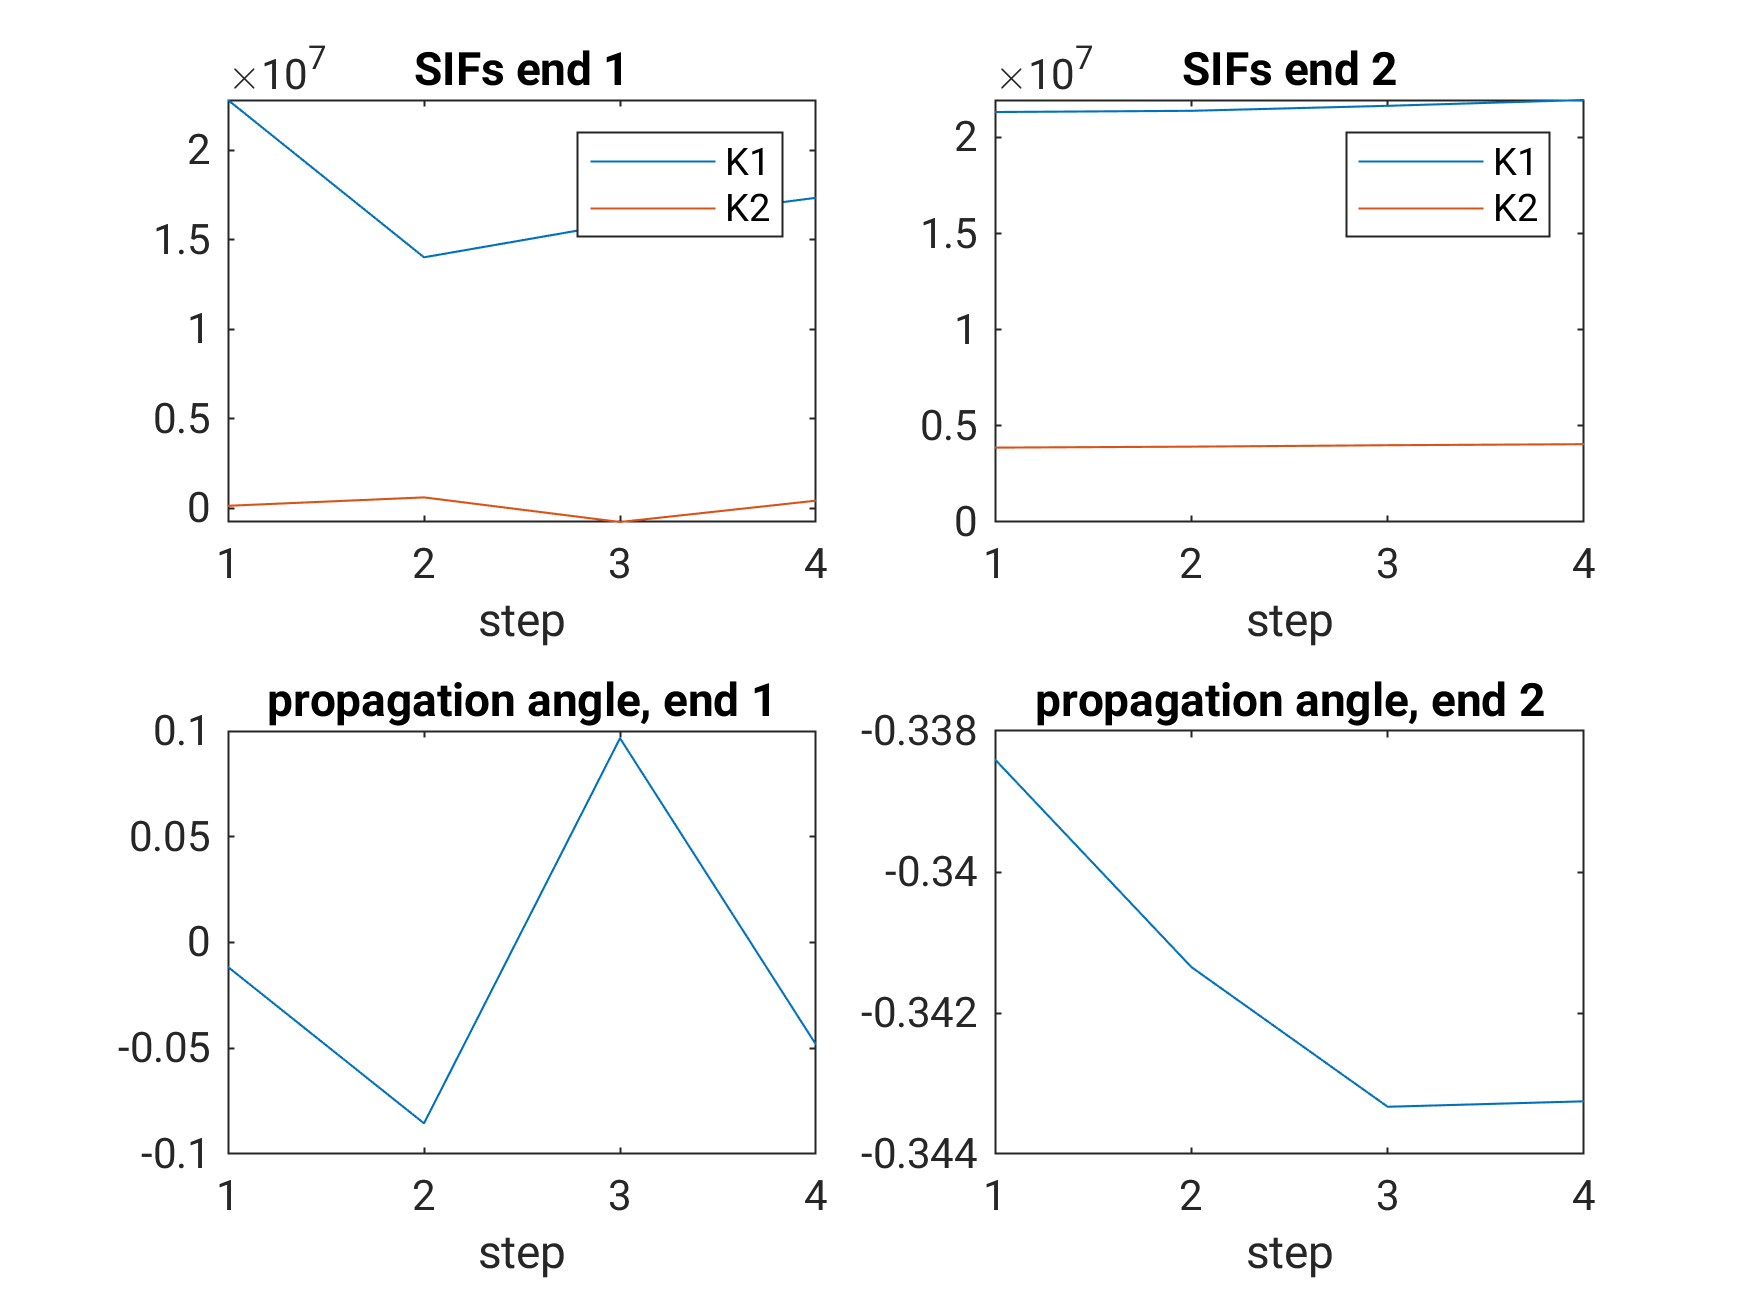 ×10^7
SIFs end 1
2
1.5
1
0.5
0
K1
K2
1 2 3 4
step
×10^7
SIFs end 2
2
1.5
1
0.5
0
K1
K2
1 2 3 4
step
propagation angle, end 1
0.1
0.05
0
-0.05
-0.1
1 2 3 4
step
propagation angle, end 2
-0.338
-0.34
-0.342
-0.344
1 2 3 4
step